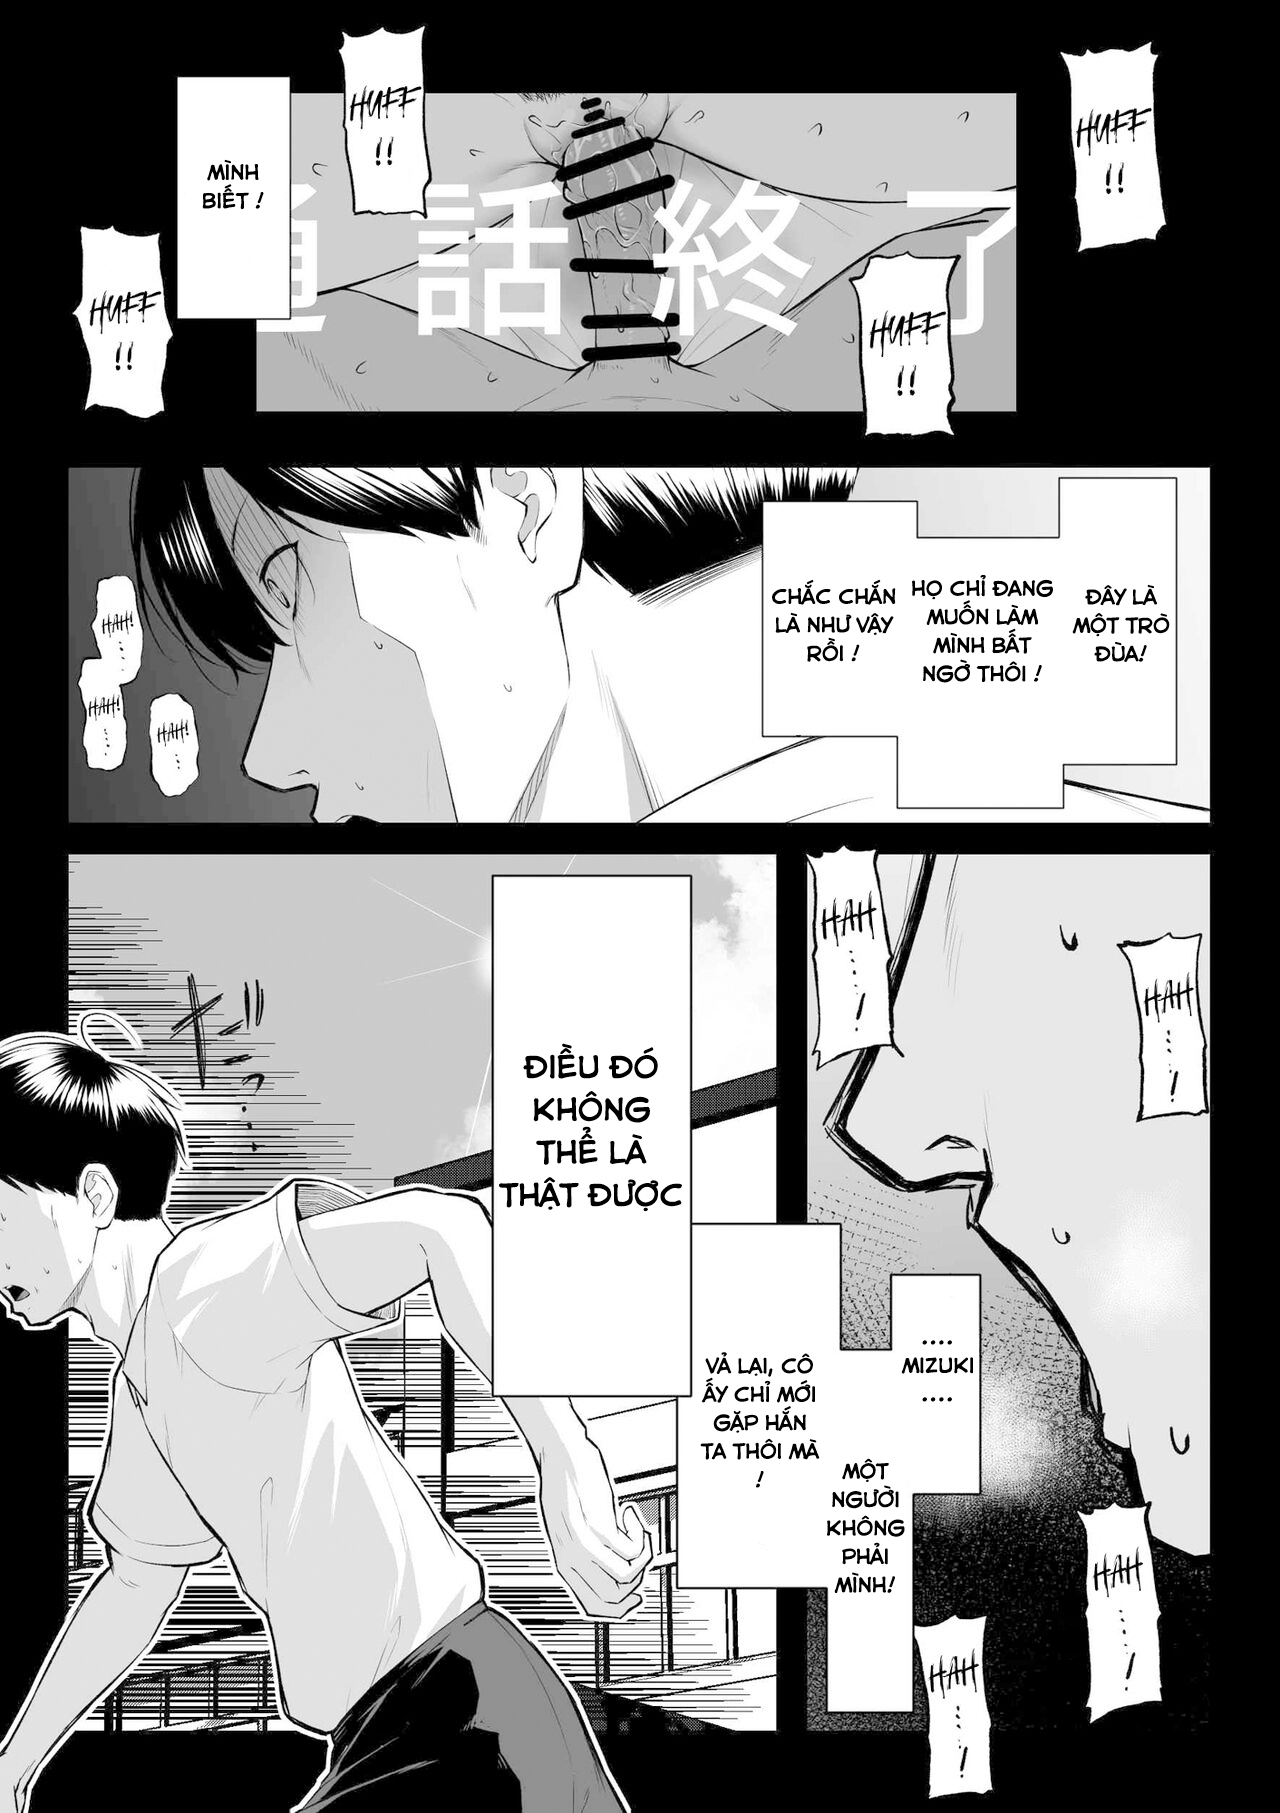 HUFF
!!
HUFF
!!
HUFF
!!
HUFF
!!
MÌNH
BIẾT !
通話終了
ĐÂY LÀ
MỘT TRÒ
ĐÙA!
HỌ CHỈ ĐANG
MUỐN LÀM
MÌNH BẤT
NGỜ THÔI !
CHẮC CHẮN
LÀ NHƯ VẬY
RỒI !
HAH!
.....
HAH!
....
HAH!
....
HAH
.....
!
HAH
....
!
....
MIZUKI
....
MỘT
NGƯỜI
KHÔNG
PHẢI
MÌNH!
VẢ LẠI, CÔ
ẤY CHỈ MỚI
GẶP HẮN
TA THÔI MÀ
!
HAH
....
!
HAH
....
!
ĐIỀU ĐÓ
KHÔNG
THỂ LÀ
THẬT ĐƯỢC